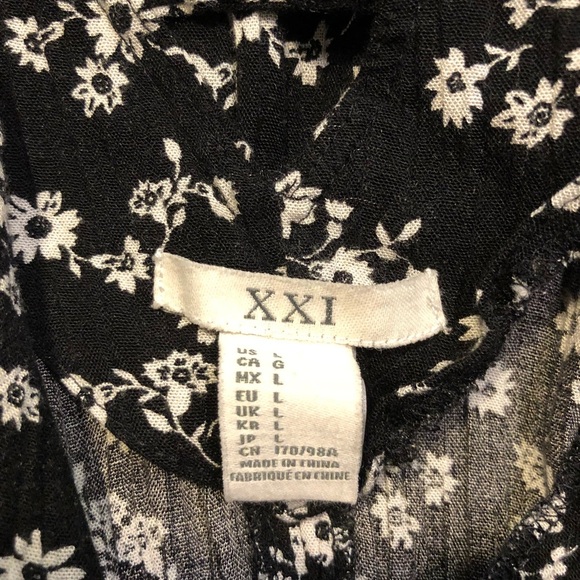 XXI
US L
CA G
MX L
EU L
UK L
KR L
JP L
CN 170/98A
MADE IN CHINA
FABRIQUÉ EN CHINE